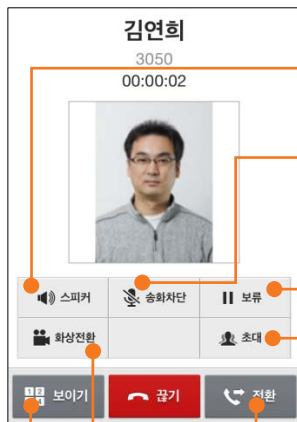 김연희
3050
00:00:02
스피커 송화차단 보류
화상전환 초대
12 보이기 끊기 전환